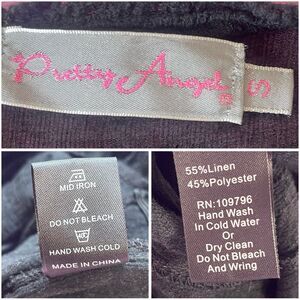 Pretty Angel
S
MID IRON
DO NOT BLEACH
HAND WASH COLD
MADE IN CHINA
55%Linen
45%Polyester
RN:109796
Hand Wash
In Cold Water
Or
Dry Clean
Do Not Bleach
And Wring